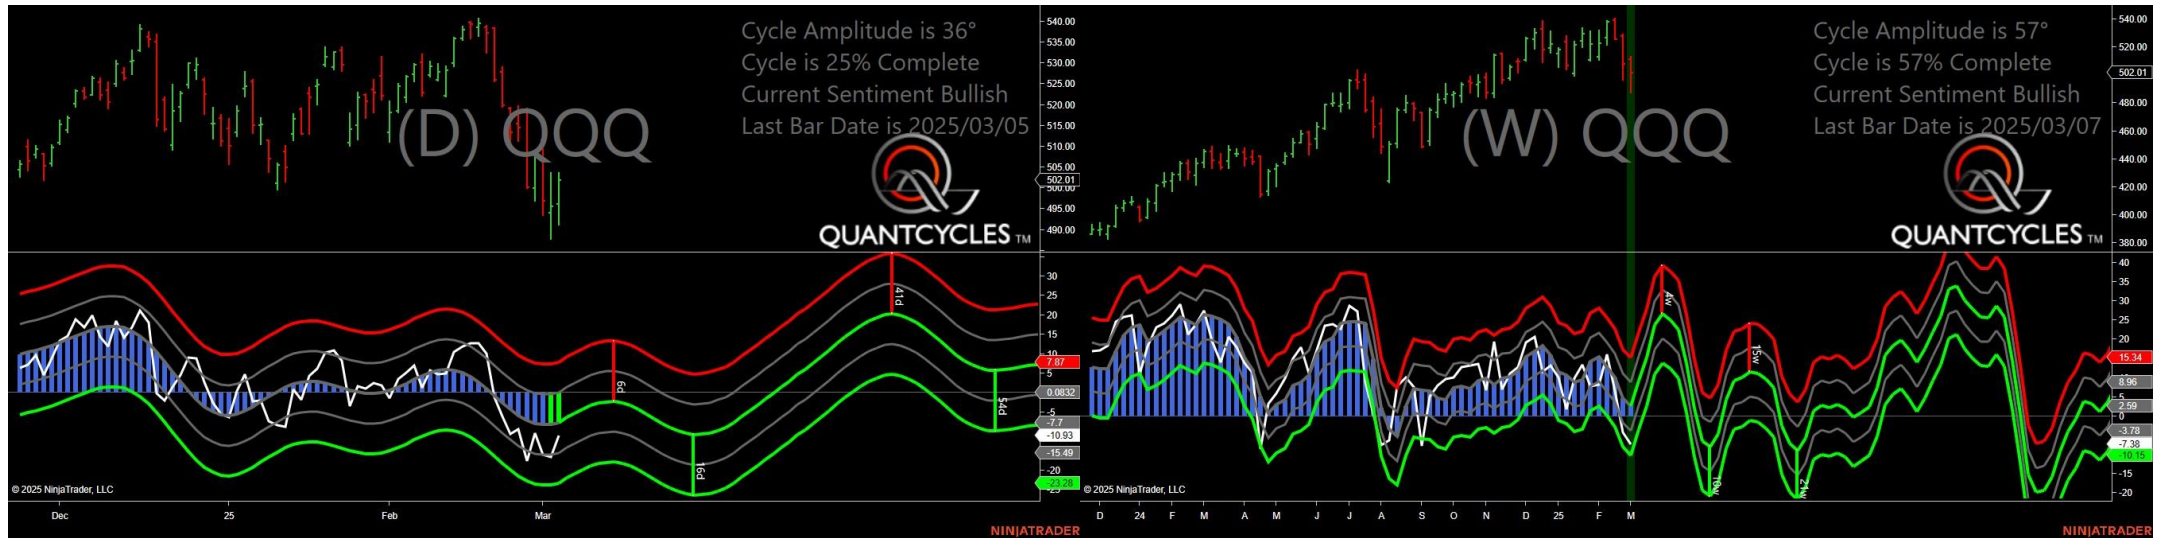 Cycle Amplitude is 36°
Cycle is 25% Complete
Current Sentiment Bullish
Last Bar Date is 2025/03/05
(D) QQQ
QUANTCYCLES TM
540.00
535.00
530.00
525.00
520.00
515.00
510.00
505.00
502.01
500.00
495.00
490.00
30
25
20
15
10
7.87
5
0.0832
-5
-7.7
-10.93
-15.49
-20
-23.28
41d
6d
16d
54d
© 2025 NinjaTrader, LLC
Dec
25
Feb
Mar
NINJATRADER
Cycle Amplitude is 57°
Cycle is 57% Complete
Current Sentiment Bullish
Last Bar Date is 2025/03/07
(W) QQQ
QUANTCYCLES TM
540.00
520.00
502.01
480.00
460.00
440.00
420.00
400.00
380.00
40
35
30
25
20
15.34
8.96
5
2.59
0
-3.78
-7.38
-10.15
-15
-20
4w
15w
21w
© 2025 NinjaTrader, LLC
D
24
F
M
A
M
J
J
A
S
O
N
D
25
F
M
NINJATRADER